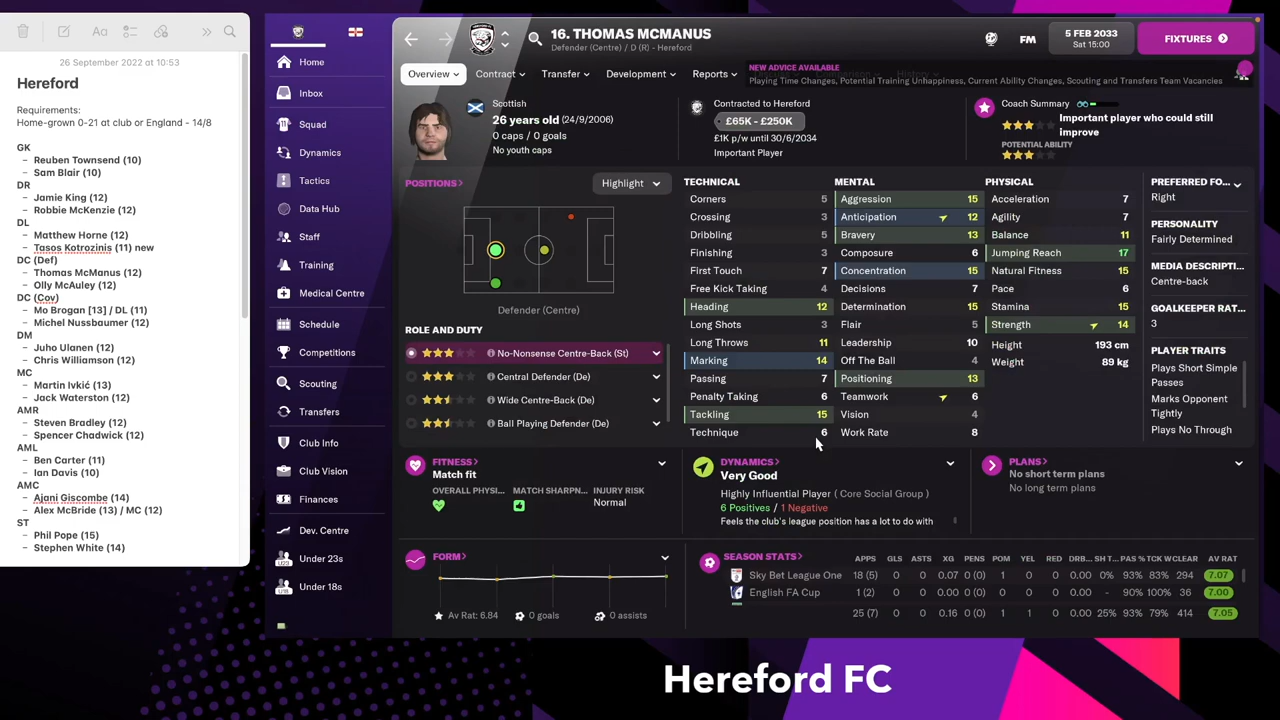 26 September 2022 at 10:53
Hereford
Requirements:
Home-grown 0-21 at club or England - 14/8
GK
– Reuben Townsend (10)
– Sam Blair (10)
DR
– Jamie King (12)
– Robbie McKenzie (12)
DL
– Matthew Horne (12)
– Tasos Kotrozinis (11) new
DC (Def)
– Thomas McManus (12)
– Olly McAuley (12)
DC (Cov)
– Mo Brogan [13] / DL (11)
– Michel Nussbaumer (12)
DM
– Juho Ulanen (12)
– Chris Williamson (12)
MC
– Martin Ivkić (13)
– Jack Waterston (12)
AMR
– Steven Bradley (12)
– Spencer Chadwick (12)
AML
– Ben Carter (11)
– Ian Davis (10)
AMC
– Ajani Giscombe (14)
– Alex McBride (13) / MC (12)
ST
– Phil Pope (15)
– Stephen White (14)
Home
Inbox
Squad
Dynamics
Tactics
Data Hub
Staff
Training
Medical Centre
Schedule
Competitions
Scouting
Transfers
Club Info
Club Vision
Finances
Dev. Centre
Under 23s
Under 18s
16. THOMAS MCMANUS
Defender (Centre) / D (R) - Hereford
FM
5 FEB 2033
Sat 15:00
FIXTURES
Overview
Contract
Transfer
Development
Reports
NEW ADVICE AVAILABLE
Playing Time Changes, Potential Training Unhappiness, Current Ability Changes, Scouting and Transfers Team Vacancies
Scottish
26 years old (24/9/2006)
0 caps / 0 goals
No youth caps
Contracted to Hereford
£65K - £250K
£1K p/w until 30/6/2034
Important Player
Coach Summary
Important player who could still improve
POTENTIAL ABILITY
POSITIONS
Highlight
Defender (Centre)
ROLE AND DUTY
No-Nonsense Centre-Back (St)
Central Defender (De)
Wide Centre-Back (De)
Ball Playing Defender (De)
TECHNICAL
Corners 5
Crossing 3
Dribbling 5
Finishing 3
First Touch 7
Free Kick Taking 4
Heading 12
Long Shots 3
Long Throws 11
Marking 14
Passing 7
Penalty Taking 6
Tackling 15
Technique 6
MENTAL
Aggression 15
Anticipation 12
Bravery 13
Composure 6
Concentration 15
Decisions 7
Determination 15
Flair 5
Leadership 10
Off The Ball 4
Positioning 13
Teamwork 6
Vision 4
Work Rate 8
PHYSICAL
Acceleration 7
Agility 7
Balance 11
Jumping Reach 17
Natural Fitness 15
Pace 6
Stamina 15
Strength 14
Height 193 cm
Weight 89 kg
PREFERRED FO...
Right
PERSONALITY
Fairly Determined
MEDIA DESCRIPTI...
Centre-back
GOALKEEPER RAT...
3
PLAYER TRAITS
Plays Short Simple Passes
Marks Opponent Tightly
Plays No Through
FITNESS
Match fit
OVERALL PHYSI...
MATCH SHARPN...
INJURY RISK
Normal
DYNAMICS
Very Good
Highly Influential Player ( Core Social Group )
6 Positives / 1 Negative
Feels the club's league position has a lot to do with
PLANS
No short term plans
No long term plans
FORM
Av Rat: 6.84
0 goals
0 assists
SEASON STATS
APPS GLS ASTS XG PENS POM YEL RED DRB... SH T... PAS % TCK W CLEAR AV RAT
Sky Bet League One 18 (5) 0 0 0.07 0 (0) 1 0 0 0.00 0% 93% 83% 294 7.07
English FA Cup 1 (2) 0 0 0.00 0 (0) 0 0 0 0.00 - 90% 100% 36 7.00
25 (7) 0 0 0.16 0 (0) 1 1 0 0.00 25% 93% 79% 414 7.05
Hereford FC